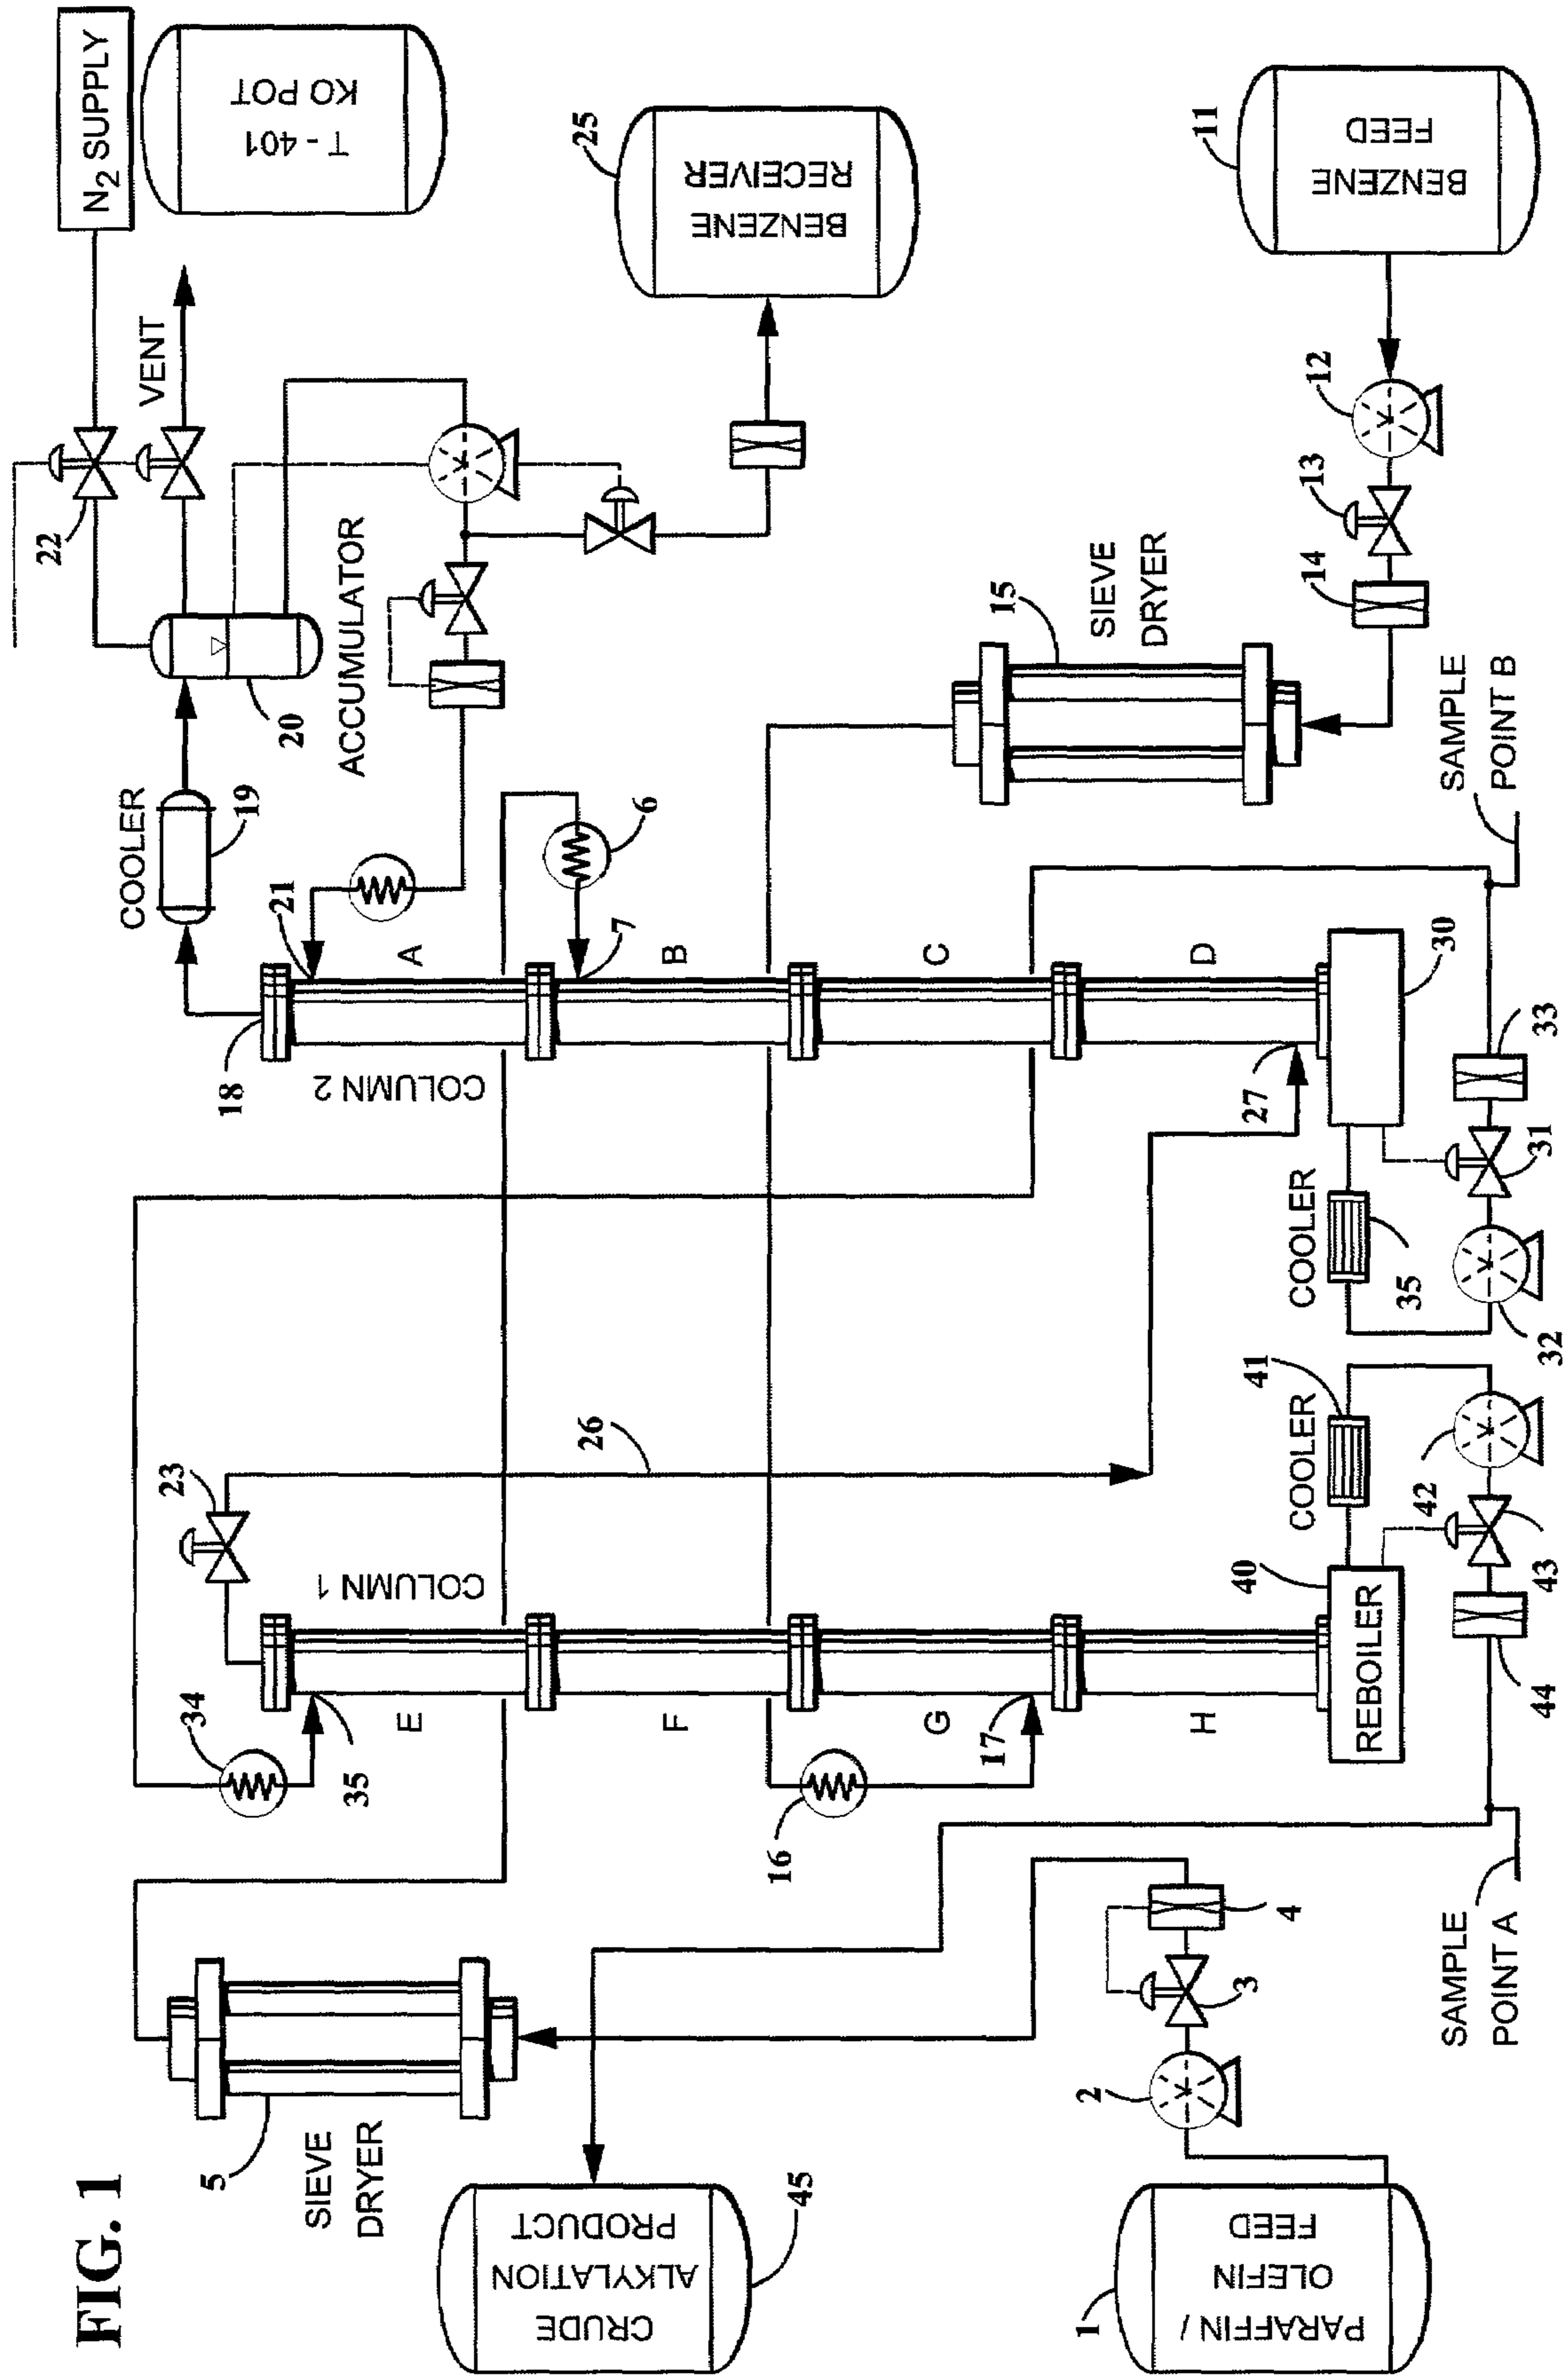 FIG. 1
N2 SUPPLY
T - 401
KO POT
22
VENT
20
ACCUMULATOR
COOLER
19
25
BENZENE
RECEIVER
11
BENZENE
FEED
12
13
14
15
SIEVE
DRYER
SAMPLE
POINT B
21
A
6
7
B
C
D
18
COLUMN 2
27
30
33
31
COOLER
35
32
23
26
COLUMN 1
34
35
E
F
G
H
16
17
40
REBOILER
COOLER
41
42
43
44
SAMPLE
POINT A
5
SIEVE
DRYER
4
3
2
1
PARAFFIN /
OLEFIN
FEED
CRUDE
ALKYLATION
PRODUCT
45